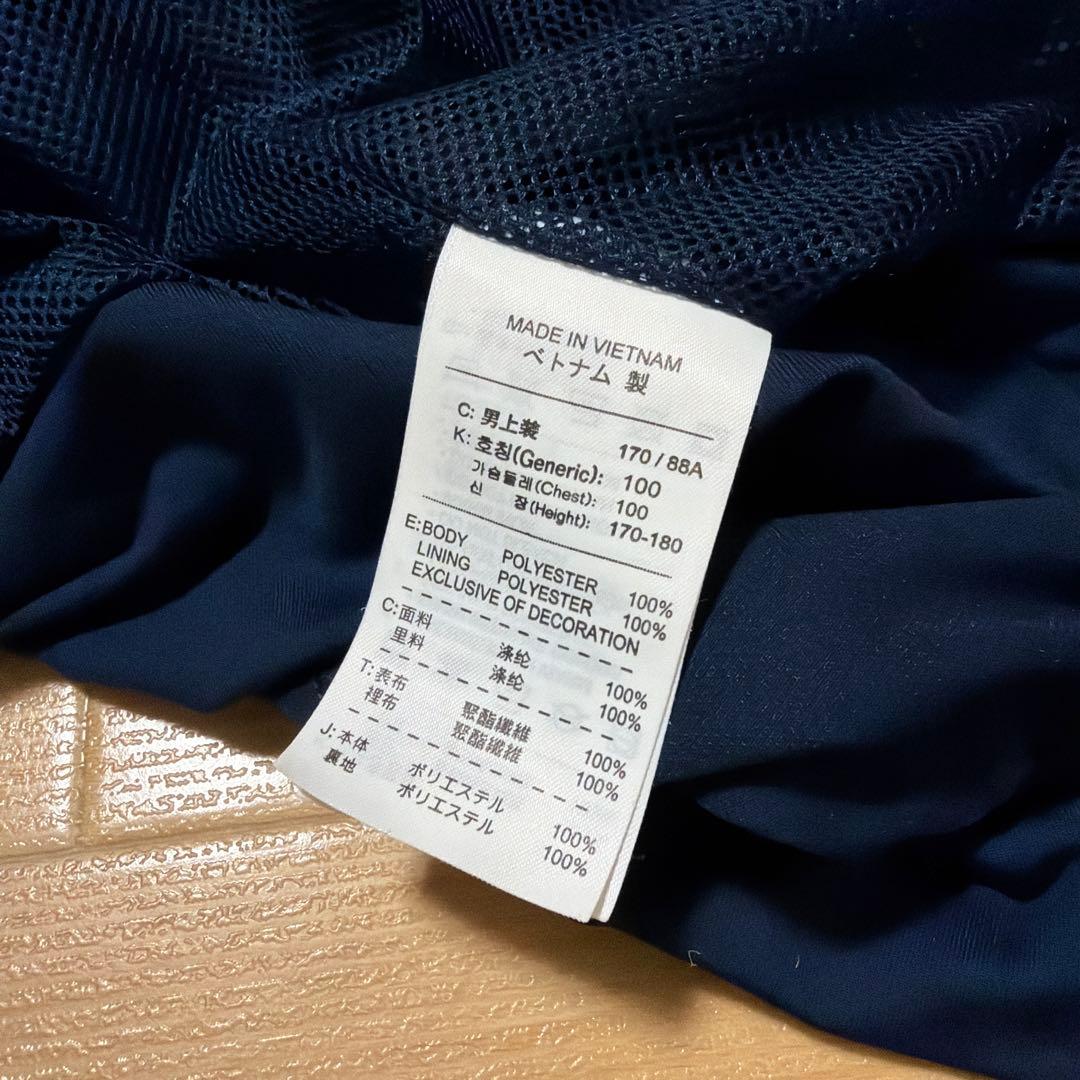 MADE IN VIETNAM
ベトナム 製
C: 男上装 170 / 88A
K: 호칭(Generic): 100
가슴둘레(Chest): 100
신 장(Height): 170-180
E: BODY POLYESTER 100%
LINING POLYESTER 100%
EXCLUSIVE OF DECORATION
C: 面料 涤纶 100%
里料 涤纶 100%
T: 表布 聚酯纖維 100%
裡布 聚酯纖維 100%
J: 本体 ポリエステル 100%
裏地 ポリエステル 100%